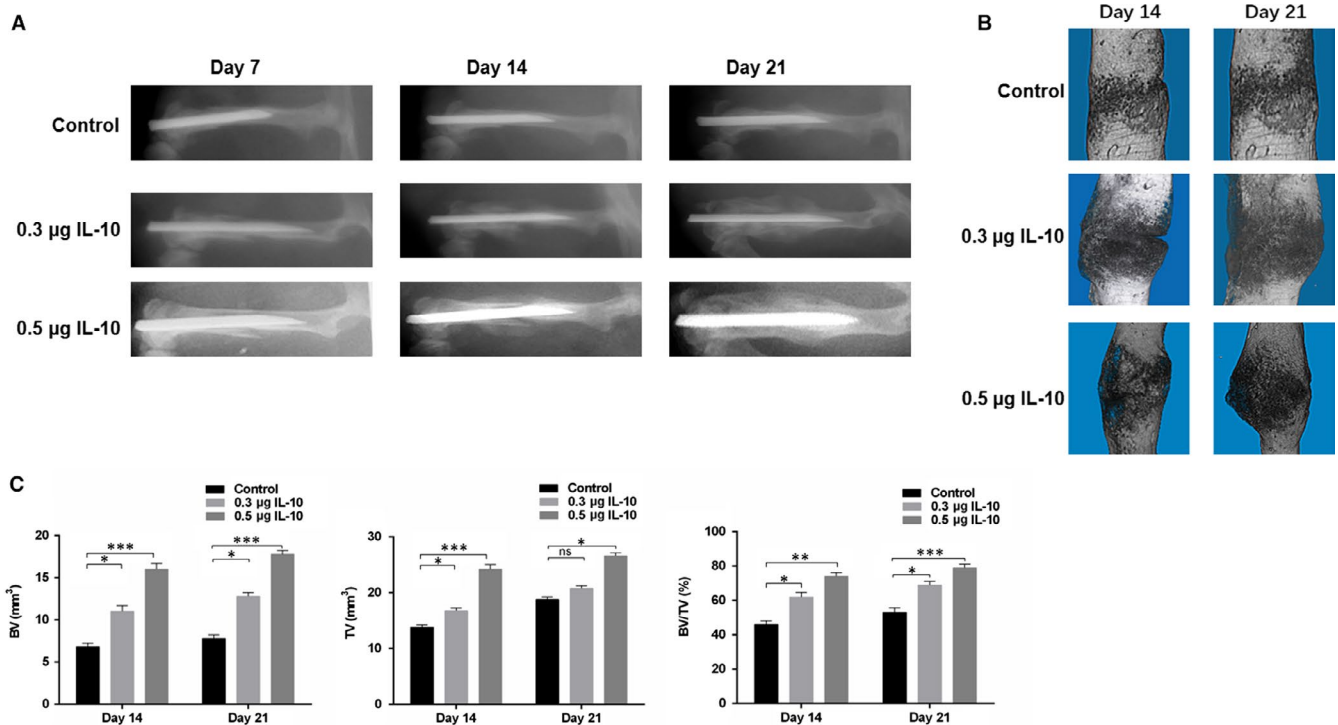 A
Day 7
Day 14
Day 21
Control
0.3 μg IL-10
0.5 μg IL-10
B
Day 14
Day 21
Control
0.3 μg IL-10
0.5 μg IL-10
C
Control
0.3 μg IL-10
0.5 μg IL-10
BV (mm³)
20
15
10
5
0
***
*
***
*
Day 14
Day 21
Control
0.3 μg IL-10
0.5 μg IL-10
TV (mm³)
30
20
10
0
***
*
*
ns
Day 14
Day 21
Control
0.3 μg IL-10
0.5 μg IL-10
BV/TV (%)
100
80
60
40
20
0
**
*
***
*
Day 14
Day 21